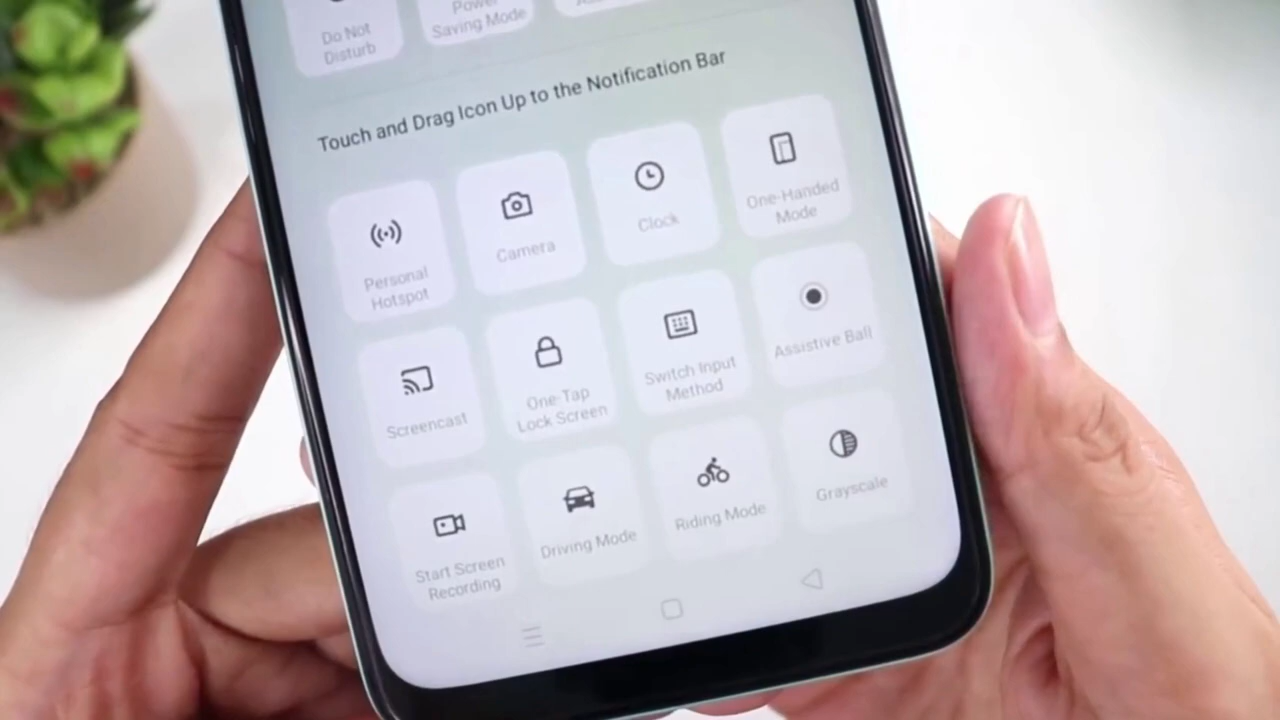 Do Not
Disturb
Power
Saving Mode
Touch and Drag Icon Up to the Notification Bar
Personal
Hotspot
Camera
Clock
One-Handed
Mode
Screencast
One-Tap
Lock Screen
Switch Input
Method
Assistive Ball
Start Screen
Recording
Driving Mode
Riding Mode
Grayscale